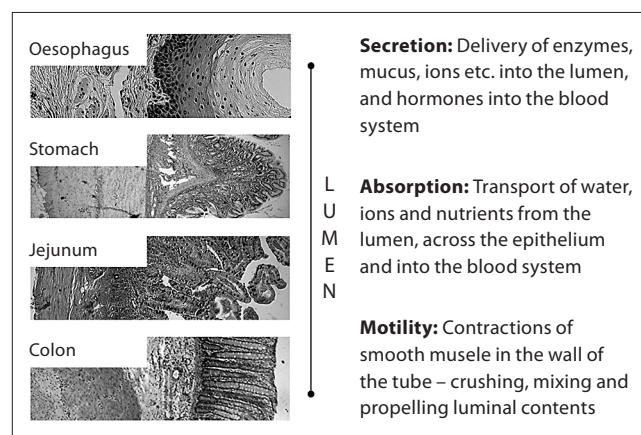 Oesophagus
Stomach
Jejunum
Colon
L
U
M
E
N
Secretion: Delivery of enzymes,
mucus, ions etc. into the lumen,
and hormones into the blood
system
Absorption: Transport of water,
ions and nutrients from the
lumen, across the epithelium
and into the blood system
Motility: Contractions of
smooth musele in the wall of
the tube – crushing, mixing and
propelling luminal contents